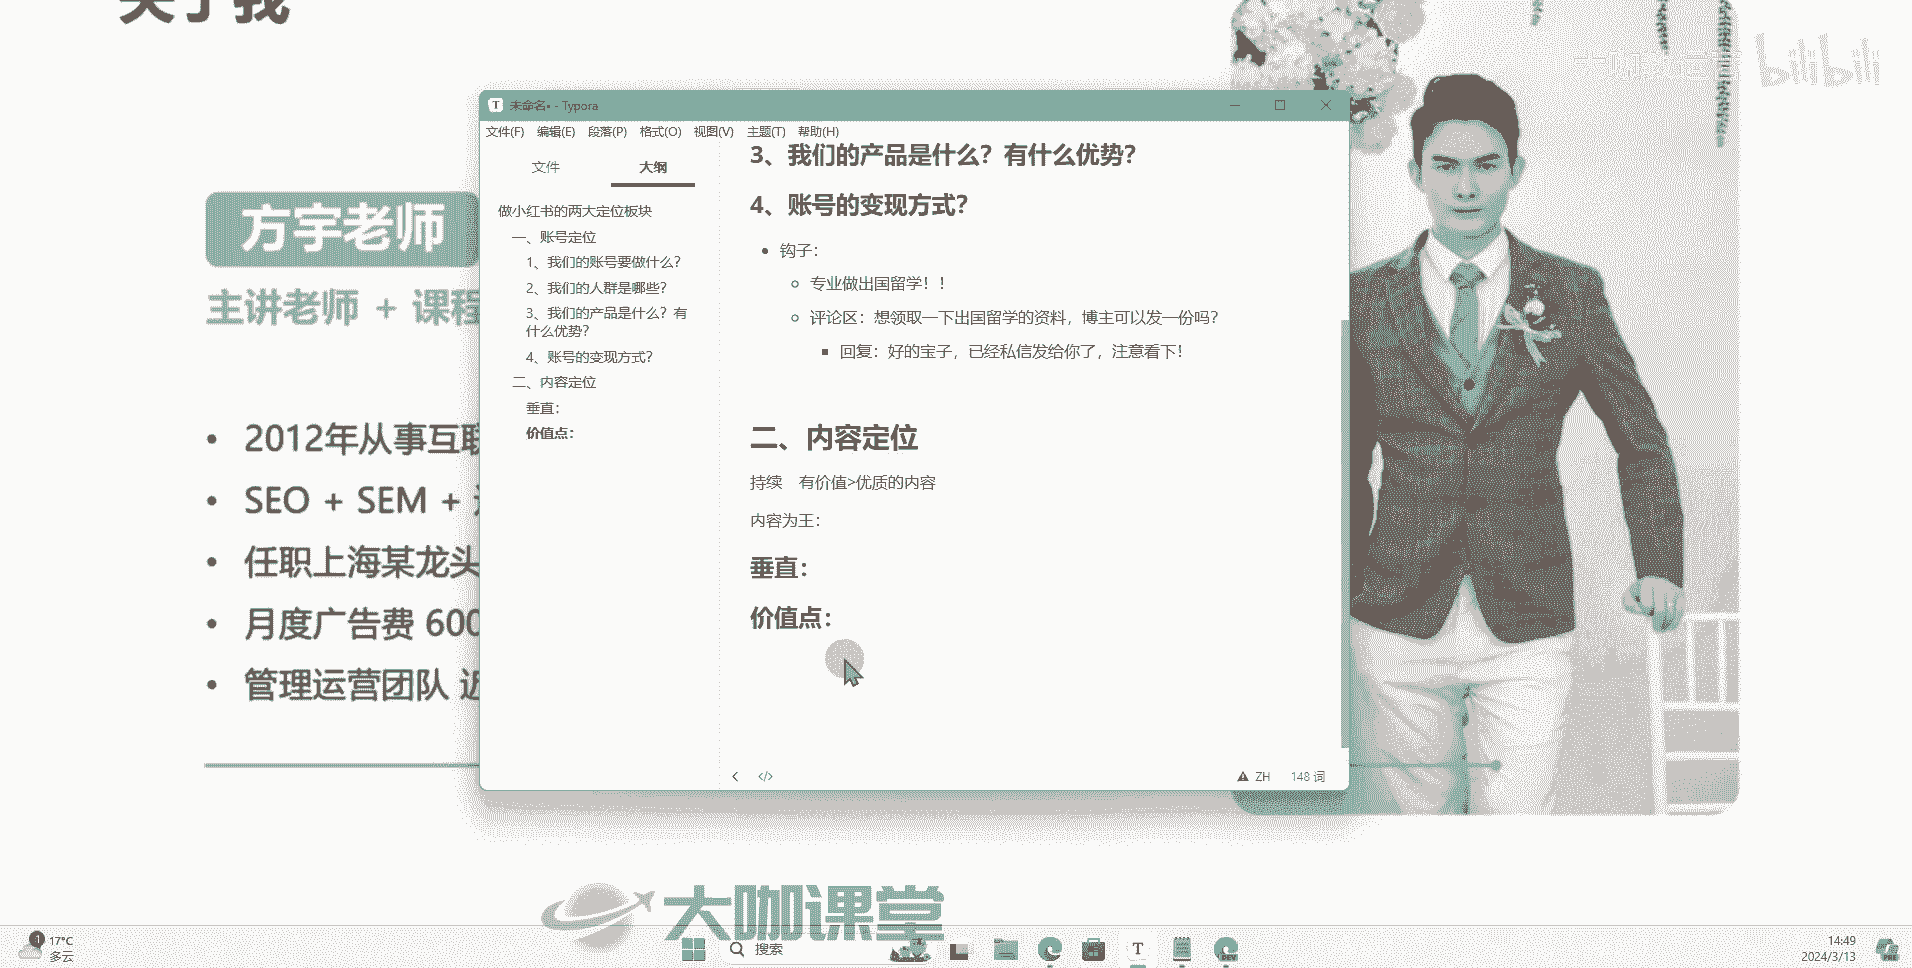 关于我
bilibili
方宇老师
主讲老师 + 课程
• 2012年从事互联
• SEO + SEM +
• 任职上海某龙头
• 月度广告费 600
• 管理运营团队 近
未命名• - Typora
文件(F) 编辑(E) 段落(P) 格式(O) 视图(V) 主题(T) 帮助(H)
文件 大纲
做小红书的两大定位板块
一、账号定位
1、我们的账号要做什么？
2、我们的人群是哪些？
3、我们的产品是什么？有
什么优势？
4、账号的变现方式？
二、内容定位
垂直：
价值点：
3、我们的产品是什么？有什么优势？
4、账号的变现方式？
钩子：
专业做出国留学！！
评论区：想领取一下出国留学的资料，博主可以发一份吗？
回复：好的宝子，已经私信发给你了，注意看下！
二、内容定位
持续 有价值>优质的内容
内容为王：
垂直：
价值点：
ZH 148 词
大咖课堂
1
17°C
多云
搜索
T
DEV
14:49
2024/3/13
PRE